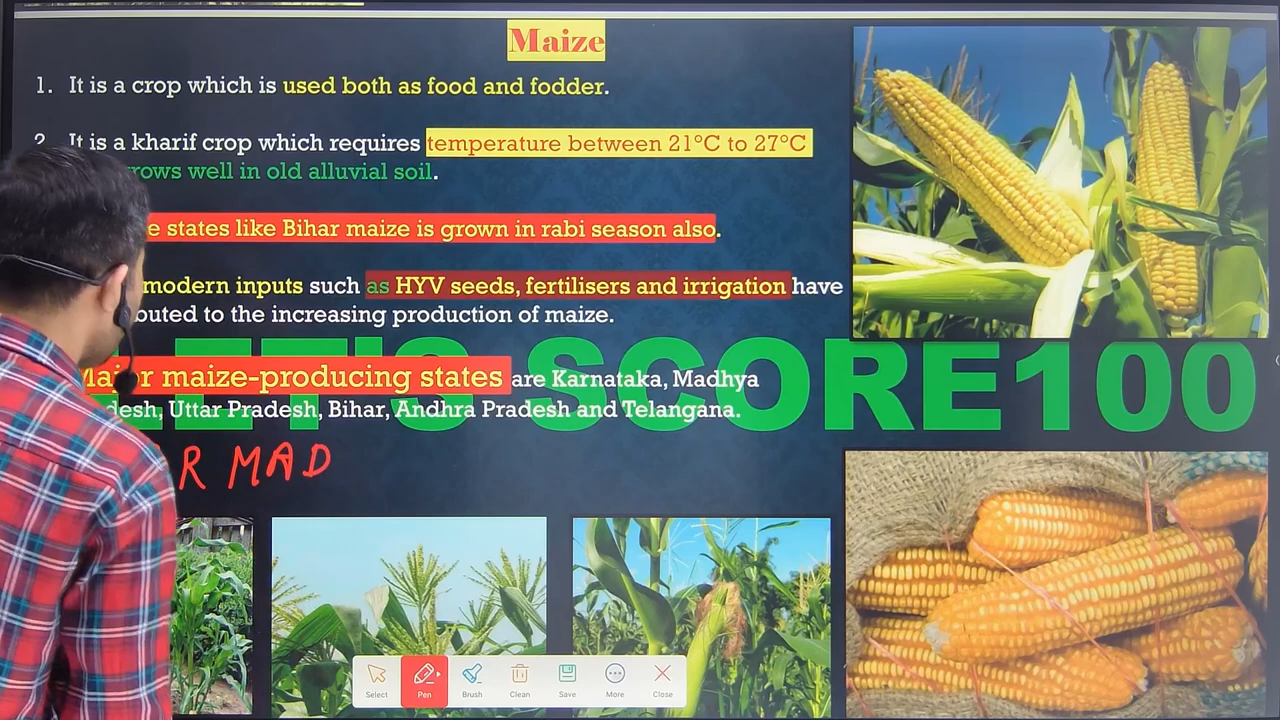 Maize
1. It is a crop which is used both as food and fodder.
2. It is a kharif crop which requires temperature between 21°C to 27°C
rows well in old alluvial soil.
states like Bihar maize is grown in rabi season also.
modern inputs such as HYV seeds, fertilisers and irrigation have
buted to the increasing production of maize.
LET'S SCORE100
Major maize-producing states are Karnataka, Madhya
desh, Uttar Pradesh, Bihar, Andhra Pradesh and Telangana.
R MAD
Select Pen Brush Clean Save More Close